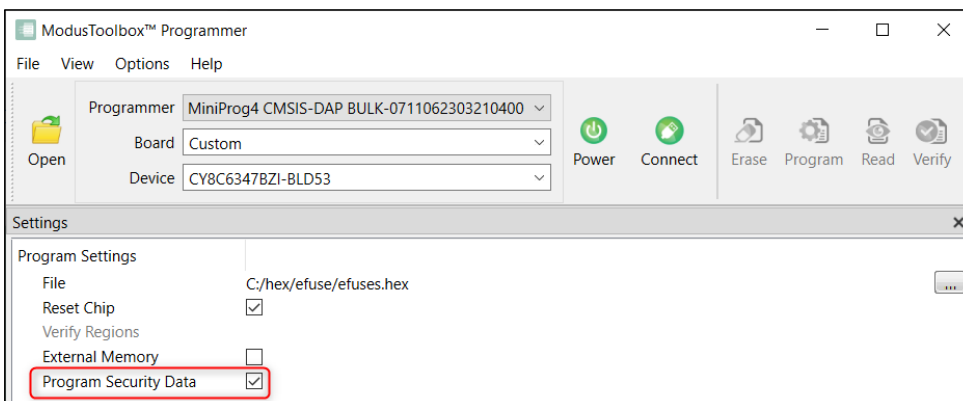 ModusToolbox™ Programmer
File View Options Help
Open
Programmer MiniProg4 CMSIS-DAP BULK-0711062303210400
Board Custom
Device CY8C6347BZI-BLD53
Power Connect Erase Program Read Verify
Settings
Program Settings
File C:/hex/efuse/efuses.hex ...
Reset Chip
Verify Regions
External Memory
Program Security Data